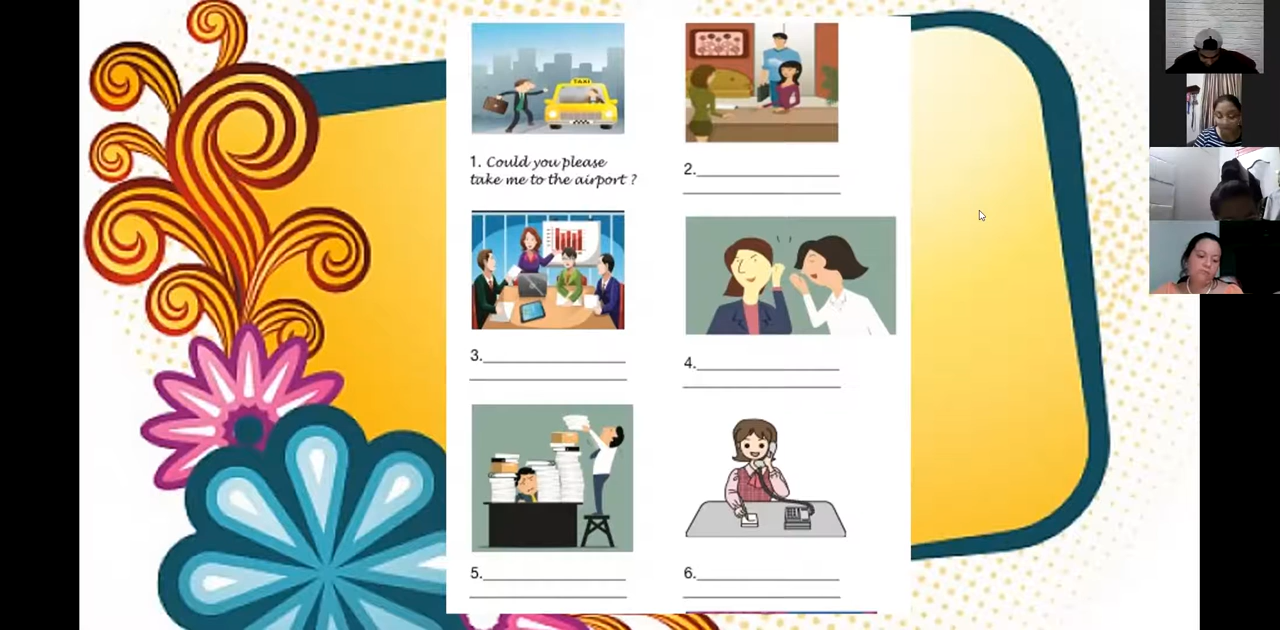 TAXI
1. Could you please
take me to the airport ?
2.
3.
4.
5.
6.